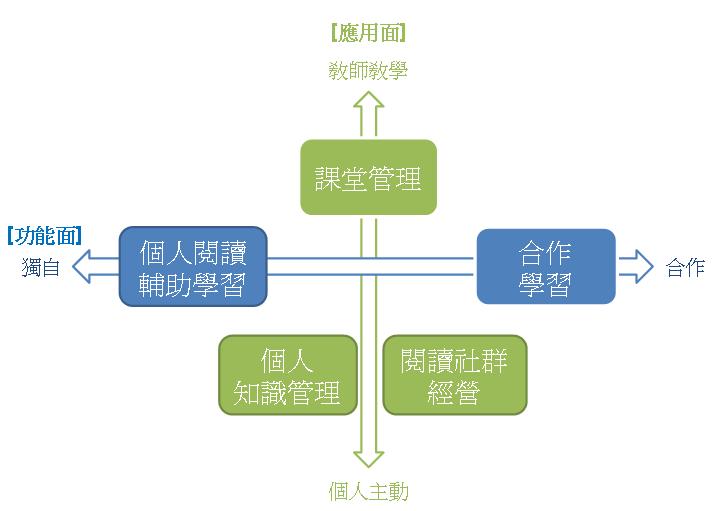 [應用面]
教師教學
課堂管理
[功能面]
獨自
個人閱讀
輔助學習
合作
學習
合作
個人
知識管理
閱讀社群
經營
個人主動